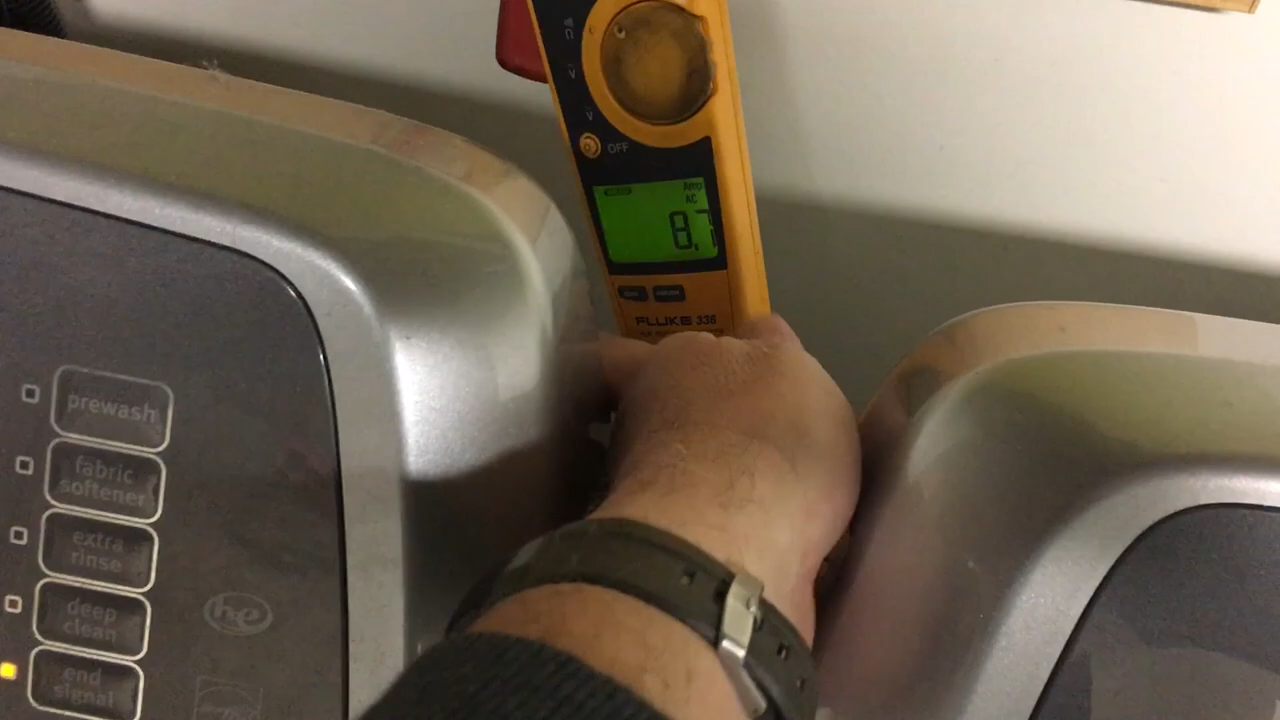 Ω
V
V
OFF
Amp
AC
8.7
FLUKE 336
prewash
fabric
softener
extra
rinse
deep
clean
he
end
signal